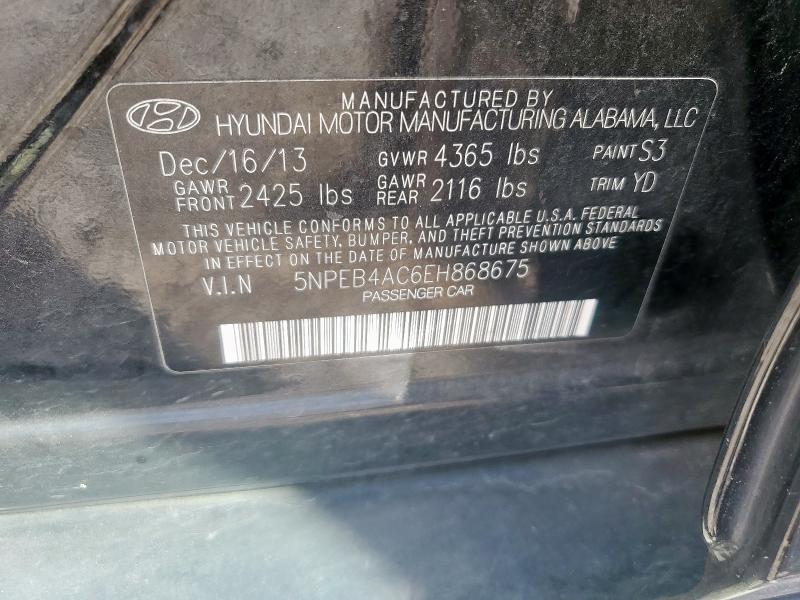 MANUFACTURED BY
HYUNDAI MOTOR MANUFACTURING ALABAMA, LLC
Dec/16/13 GVWR 4365 lbs PAINT S3
GAWR FRONT 2425 lbs GAWR REAR 2116 lbs TRIM YD
THIS VEHICLE CONFORMS TO ALL APPLICABLE U.S.A. FEDERAL
MOTOR VEHICLE SAFETY, BUMPER, AND THEFT PREVENTION STANDARDS
IN EFFECT ON THE DATE OF MANUFACTURE SHOWN ABOVE
V.I.N 5NPEB4AC6EH868675
PASSENGER CAR